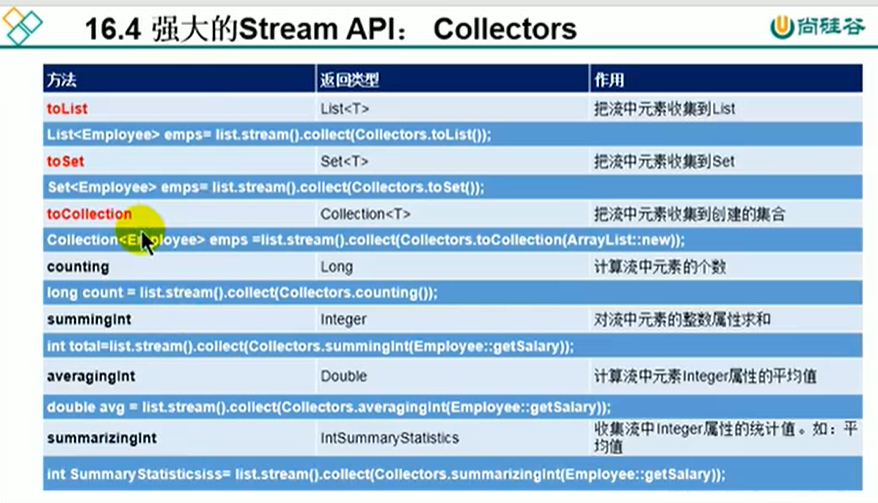 16.4 强大的Stream API： Collectors
尚硅谷
方法 返回类型 作用
toList List<T> 把流中元素收集到List
List<Employee> emps= list.stream().collect(Collectors.toList());
toSet Set<T> 把流中元素收集到Set
Set<Employee> emps= list.stream().collect(Collectors.toSet());
toCollection Collection<T> 把流中元素收集到创建的集合
Collection<Employee> emps =list.stream().collect(Collectors.toCollection(ArrayList::new));
counting Long 计算流中元素的个数
long count = list.stream().collect(Collectors.counting());
summingInt Integer 对流中元素的整数属性求和
int total=list.stream().collect(Collectors.summingInt(Employee::getSalary));
averagingInt Double 计算流中元素Integer属性的平均值
double avg = list.stream().collect(Collectors.averagingInt(Employee::getSalary));
summarizingInt IntSummaryStatistics 收集流中Integer属性的统计值。如：平
均值
int SummaryStatisticsiss= list.stream().collect(Collectors.summarizingInt(Employee::getSalary));